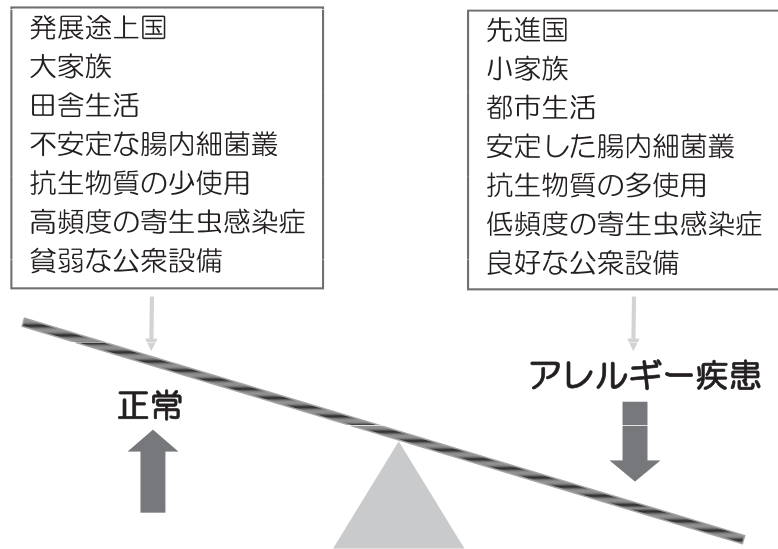 発展途上国
大家族
田舎生活
不安定な腸内細菌叢
抗生物質の少使用
高頻度の寄生虫感染症
貧弱な公衆設備
先進国
小家族
都市生活
安定した腸内細菌叢
抗生物質の多使用
低頻度の寄生虫感染症
良好な公衆設備
正常
アレルギー疾患